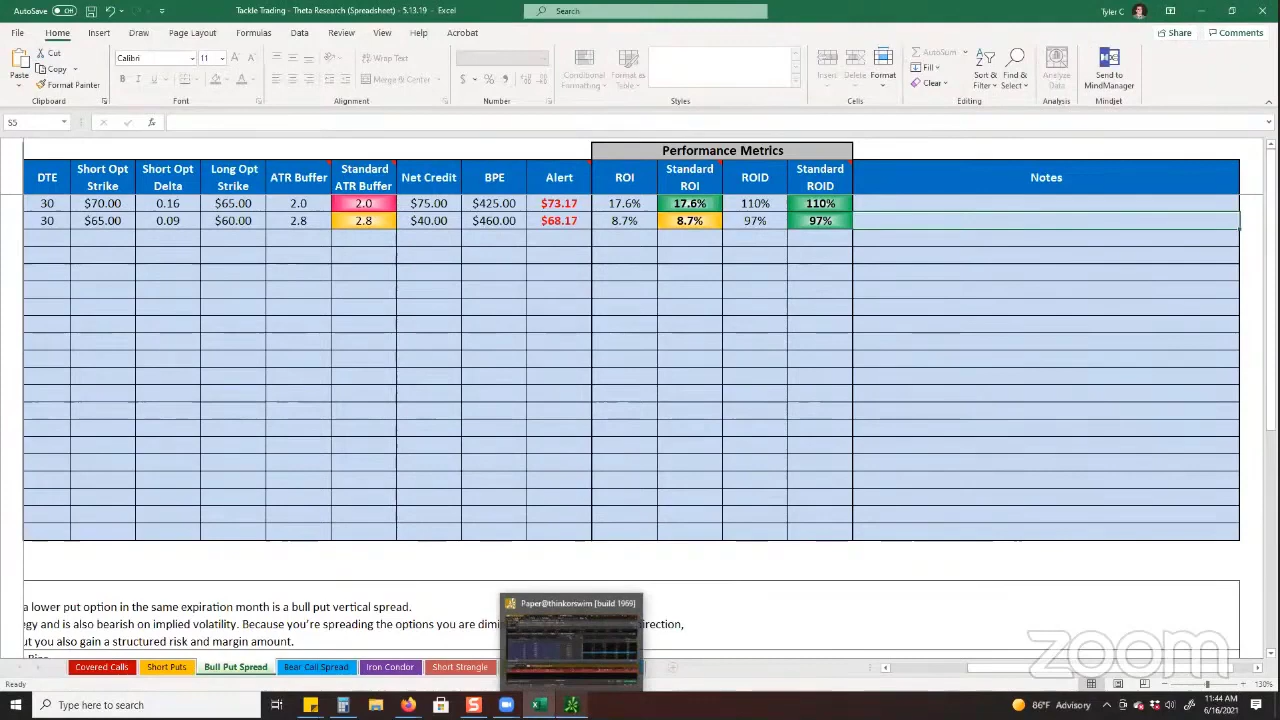 AutoSave Off Tackle Trading - Theta Research (Spreadsheet) - 5.13.19 - Excel Search Tyler C
File Home Insert Draw Page Layout Formulas Data Review View Help Acrobat Share Comments
Paste Cut Copy Format Painter Clipboard
Calibri 11 B I U Font
Wrap Text Merge & Center Alignment
$ % Number
Conditional Formatting Format as Table Styles
Insert Delete Format Cells
AutoSum Fill Clear Sort & Filter Find & Select Editing
Analyze Data Analysis
Send to MindManager Mindjet
S5 fx
Performance Metrics
DTE Short Opt Strike Short Opt Delta Long Opt Strike ATR Buffer Standard ATR Buffer Net Credit BPE Alert ROI Standard ROI ROID Standard ROID Notes
30 $70.00 0.16 $65.00 2.0 2.0 $75.00 $425.00 $73.17 17.6% 17.6% 110% 110%
30 $65.00 0.09 $60.00 2.8 2.8 $40.00 $460.00 $68.17 8.7% 8.7% 97% 97%
Paper@thinkorswim [build 1969]
a lower put option in the same expiration month is a bull put vertical spread.
egy and is also bearish on implied volatility. Because you're spreading the options you are dimi
direction,
ut you also gain a structured risk and margin amount.
Covered Calls Short Puts Bull Put Spread Bear Call Spread Iron Condor Short Strangle
zoom
Ready 130%
Type here to search 86°F Advisory 11:44 AM
6/16/2021